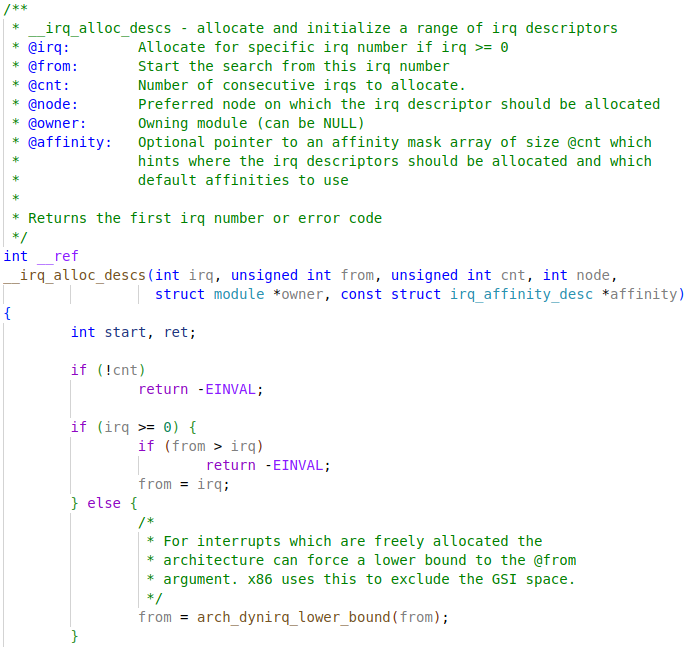 /**
 * __irq_alloc_descs - allocate and initialize a range of irq descriptors
 * @irq:        Allocate for specific irq number if irq >= 0
 * @from:       Start the search from this irq number
 * @cnt:        Number of consecutive irqs to allocate.
 * @node:       Preferred node on which the irq descriptor should be allocated
 * @owner:      Owning module (can be NULL)
 * @affinity:   Optional pointer to an affinity mask array of size @cnt which
 *              hints where the irq descriptors should be allocated and which
 *              default affinities to use
 *
 * Returns the first irq number or error code
 */
int __ref
__irq_alloc_descs(int irq, unsigned int from, unsigned int cnt, int node,
                  struct module *owner, const struct irq_affinity_desc *affinity)
{
        int start, ret;

        if (!cnt)
                return -EINVAL;

        if (irq >= 0) {
                if (from > irq)
                        return -EINVAL;
                from = irq;
        } else {
                /*
                 * For interrupts which are freely allocated the
                 * architecture can force a lower bound to the @from
                 * argument. x86 uses this to exclude the GSI space.
                 */
                from = arch_dynirq_lower_bound(from);
        }